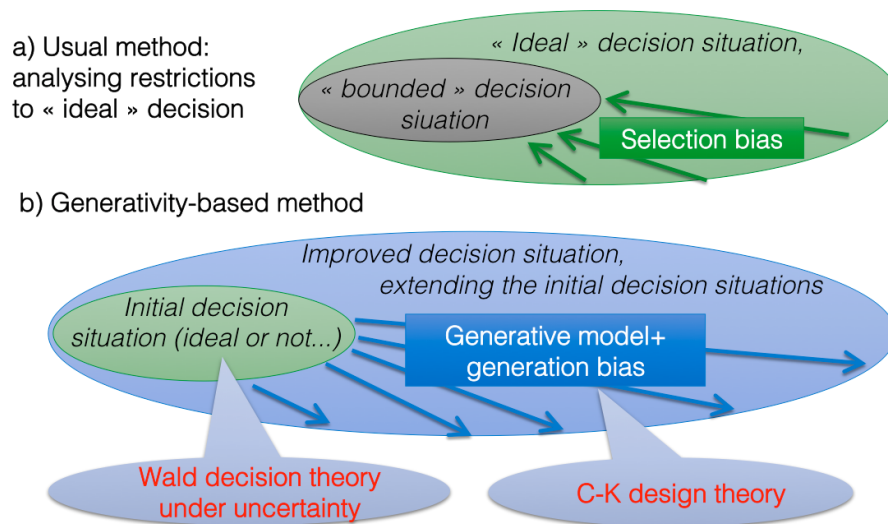 a) Usual method:
analysing restrictions
to « ideal » decision
« Ideal » decision situation,
« bounded » decision
siuation
Selection bias
b) Generativity-based method
Improved decision situation,
extending the initial decision situations
Initial decision
situation (ideal or not...)
Generative model+
generation bias
Wald decision theory
under uncertainty
C-K design theory